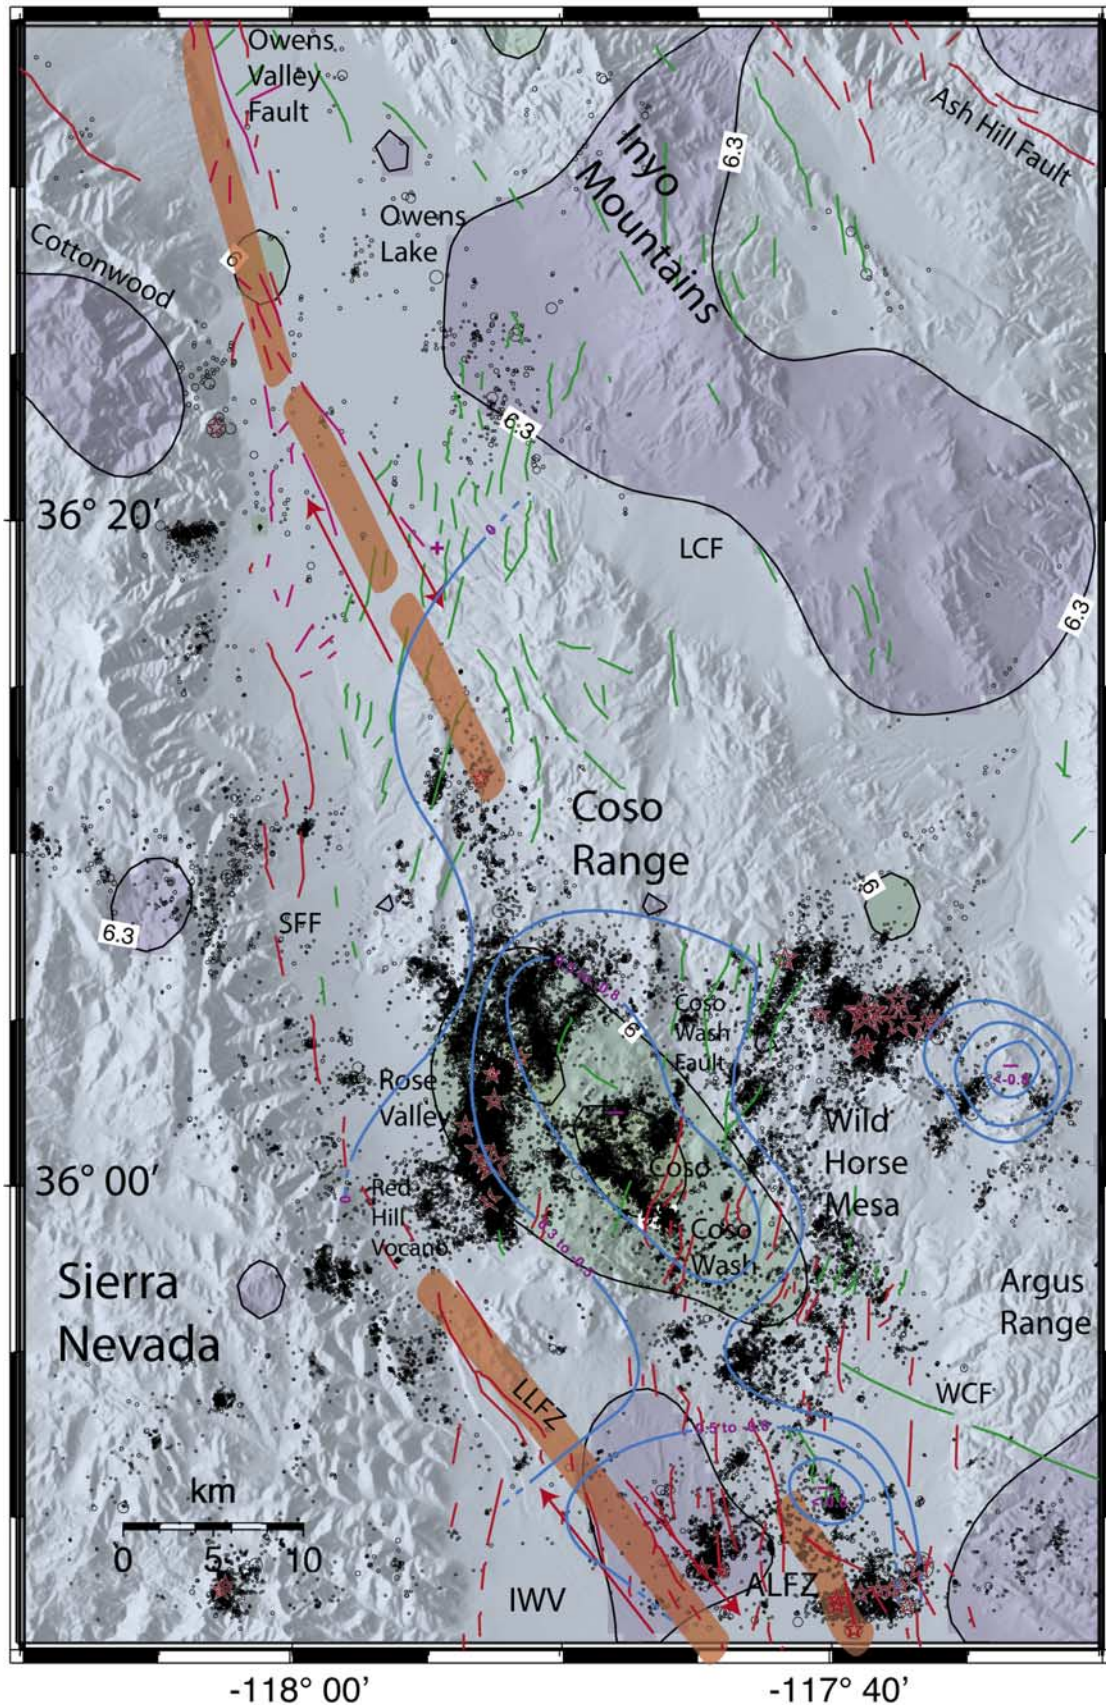 Owens
Valley
Fault
Ash Hill Fault
Inyo
Mountains
6.3
Owens
Lake
Cottonwood
6
6.3
36° 20′
0
+
LCF
6.3
Coso
Range
6
SFF
6.3
Coso
Wash
Fault
6
Rose
Valley
Wild
Horse
Mesa
36° 00′
Coso
Red
Hill
Vocano
0
Coso
Wash
Sierra
Nevada
Argus
Range
LLFZ
WCF
km
0 5 10
IWV
ALFZ
-118° 00′
-117° 40′